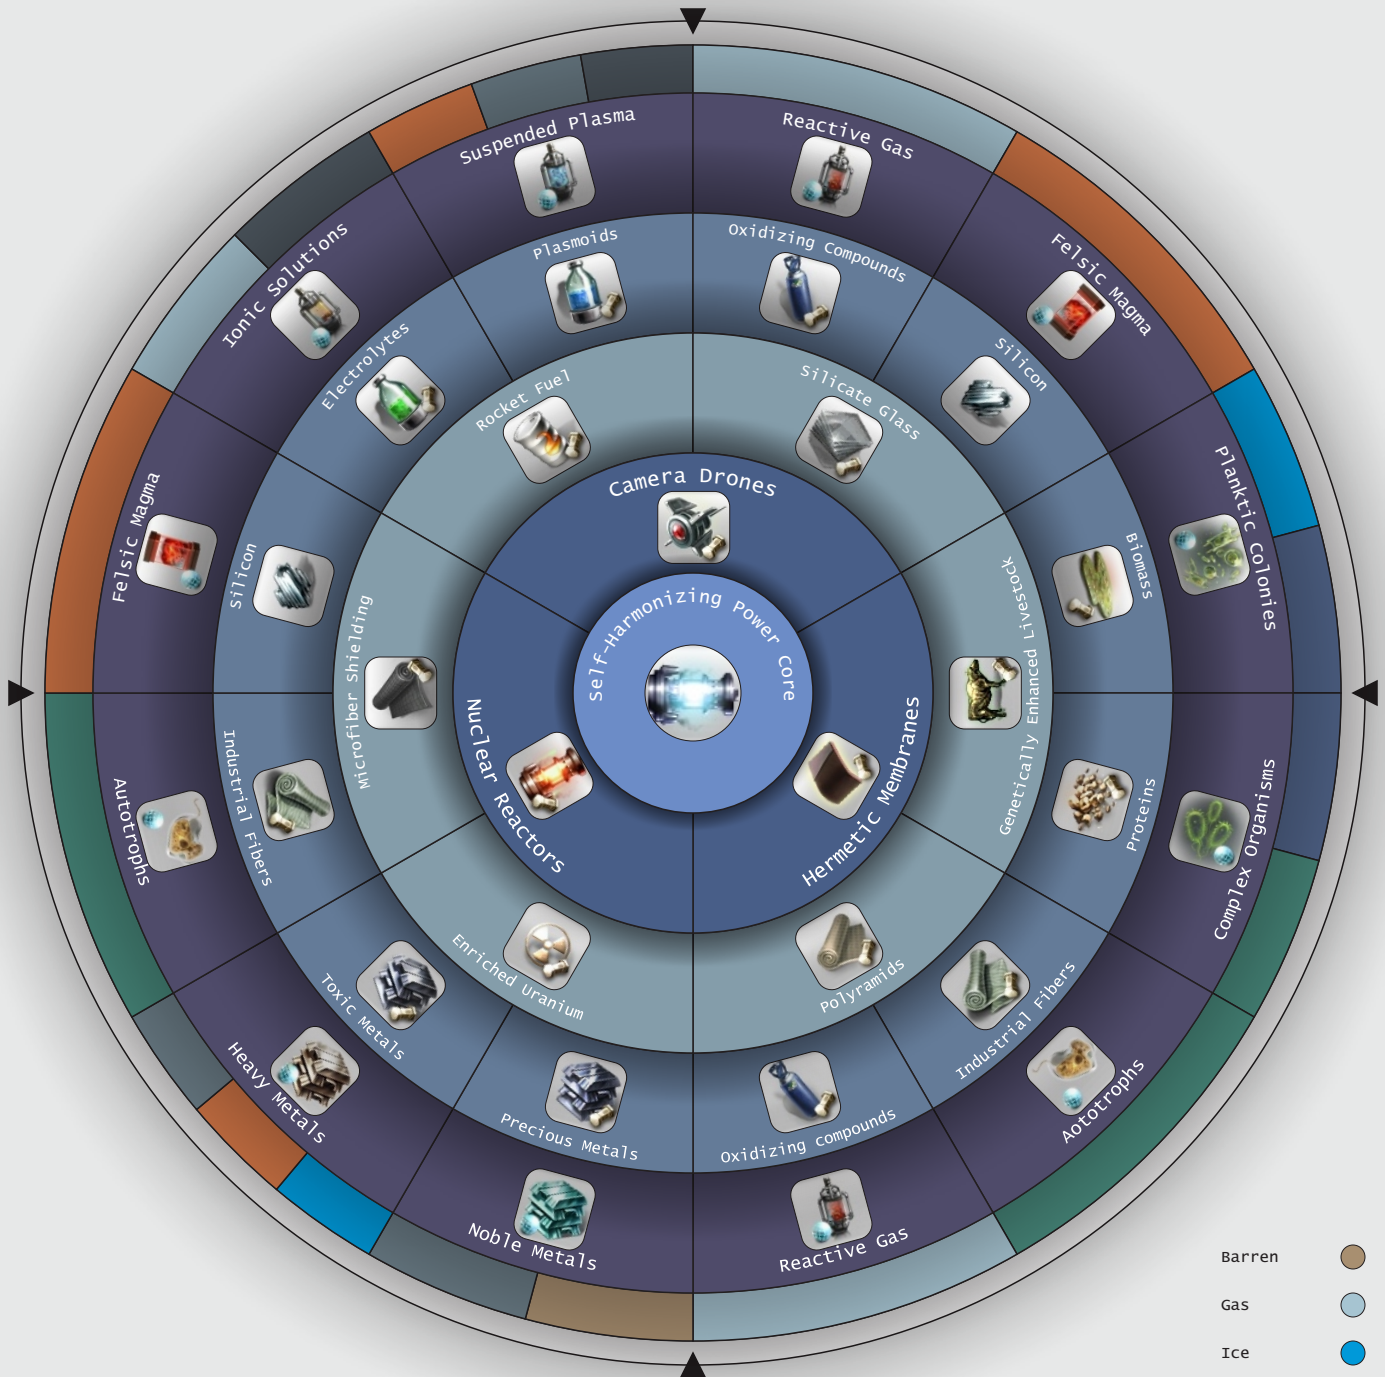 Suspended Plasma
Reactive Gas
Felsic Magma
Planktic Colonies
Complex Organisms
Aototrophs
Reactive Gas
Noble Metals
Heavy Metals
Autotrophs
Felsic Magma
Ionic Solutions
Plasmoids
Oxidizing Compounds
Silicon
Biomass
Proteins
Industrial Fibers
Oxidizing compounds
Precious Metals
Toxic Metals
Industrial Fibers
Silicon
Electrolytes
Rocket Fuel
Silicate Glass
Genetically Enhanced Livestock
Polyramids
Enriched Uranium
Microfiber Shielding
Camera Drones
Hermetic Membranes
Nuclear Reactors
Self-Harmonizing Power Core
Barren
Gas
Ice